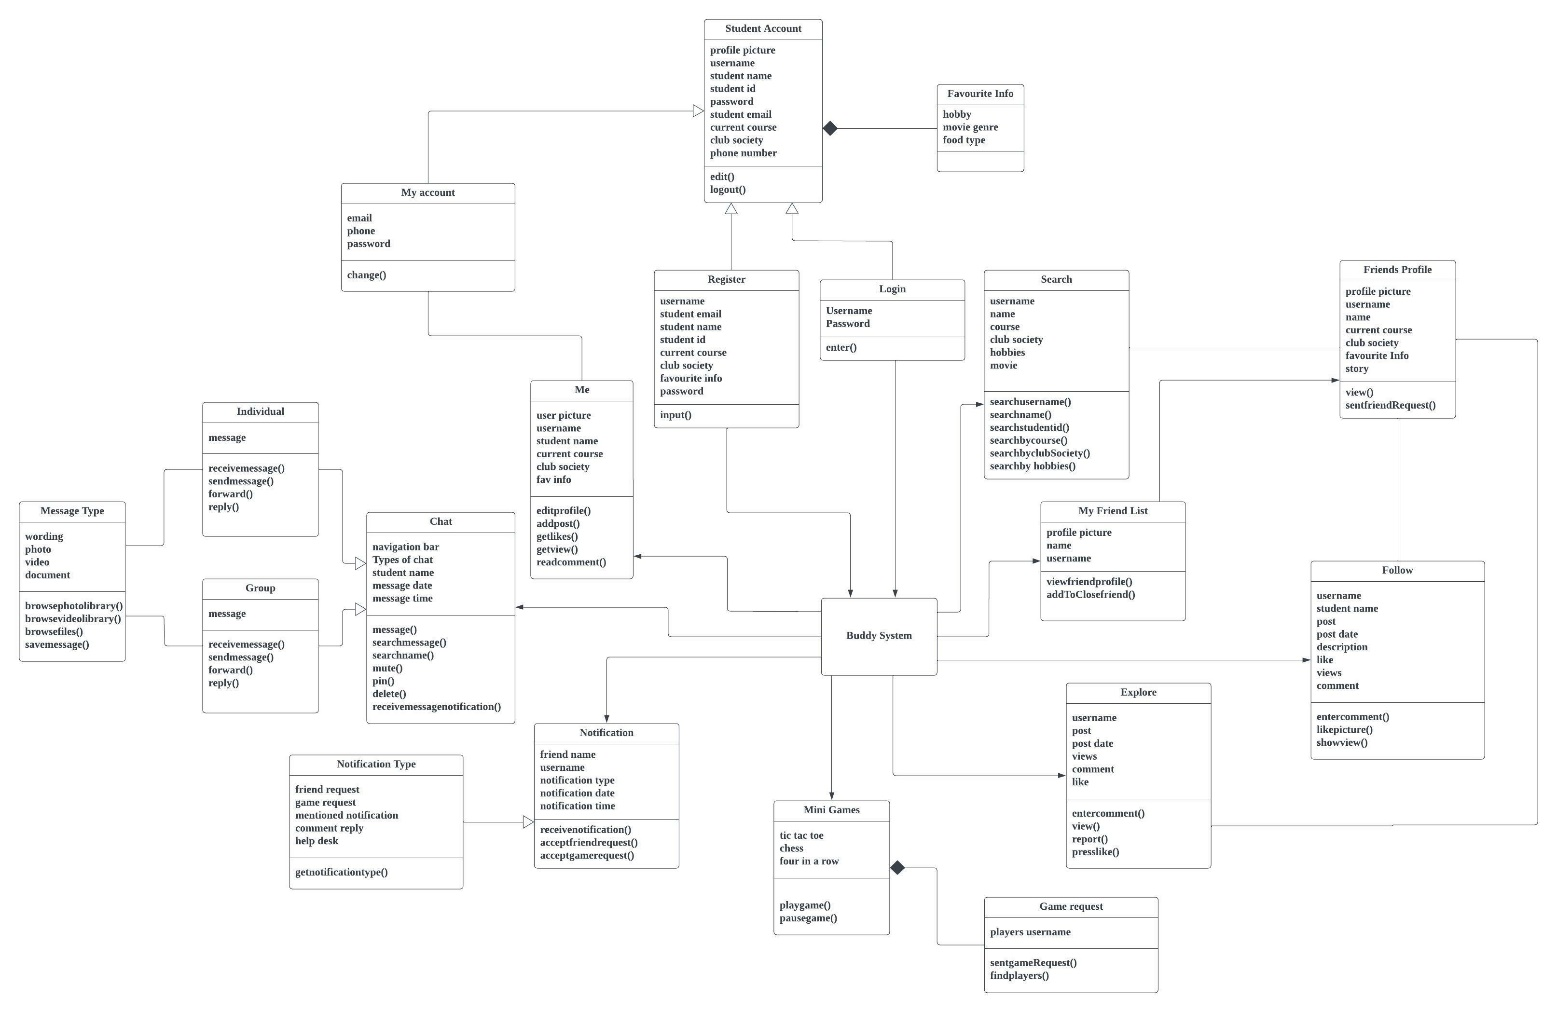 Student Account
profile picture
username
student name
student id
password
student email
current course
club society
phone number
edit()
logout()
Favourite Info
hobby
movie genre
food type
My account
email
phone
password
change()
Register
username
student email
student name
student id
current course
club society
favourite info
password
input()
Login
Username
Password
enter()
Search
username
name
course
club society
hobbies
movie
searchusername()
searchname()
searchstudentid()
searchbycourse()
searchbyclubSociety()
searchby hobbies()
Friends Profile
profile picture
username
name
current course
club society
favourite Info
story
view()
sentfriendRequest()
Me
user picture
username
student name
current course
club society
fav info
editprofile()
addpost()
getlikes()
getview()
readcomment()
Individual
message
receivemessage()
sendmessage()
forward()
reply()
Message Type
wording
photo
video
document
browsephotolibrary()
browsevideolibrary()
browsefiles()
savemessage()
Group
message
receivemessage()
sendmessage()
forward()
reply()
Chat
navigation bar
Types of chat
student name
message date
message time
message()
searchmessage()
searchname()
mute()
pin()
delete()
receivemessagenotification()
My Friend List
profile picture
name
username
viewfriendprofile()
addToClosefriend()
Buddy System
Follow
username
student name
post
post date
description
like
views
comment
entercomment()
likepicture()
showview()
Explore
username
post
post date
views
comment
like
entercomment()
view()
report()
presslike()
Notification
friend name
username
notification type
notification date
notification time
receivenotification()
acceptfriendrequest()
acceptgamerequest()
Notification Type
friend request
game request
mentioned notification
comment reply
help desk
getnotificationtype()
Mini Games
tic tac toe
chess
four in a row
playgame()
pausegame()
Game request
players username
sentgameRequest()
findplayers()